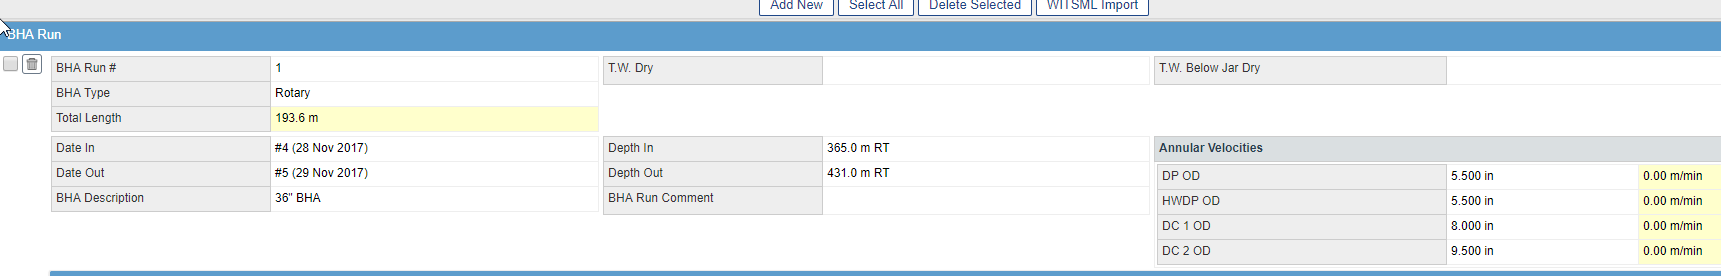 Add New Select All Delete Selected WITSML Import
BHA Run
BHA Run # 1 T.W. Dry T.W. Below Jar Dry
BHA Type Rotary
Total Length 193.6 m
Date In #4 (28 Nov 2017) Depth In 365.0 m RT Annular Velocities
Date Out #5 (29 Nov 2017) Depth Out 431.0 m RT DP OD 5.500 in 0.00 m/min
BHA Description 36" BHA BHA Run Comment HWDP OD 5.500 in 0.00 m/min
DC 1 OD 8.000 in 0.00 m/min
DC 2 OD 9.500 in 0.00 m/min